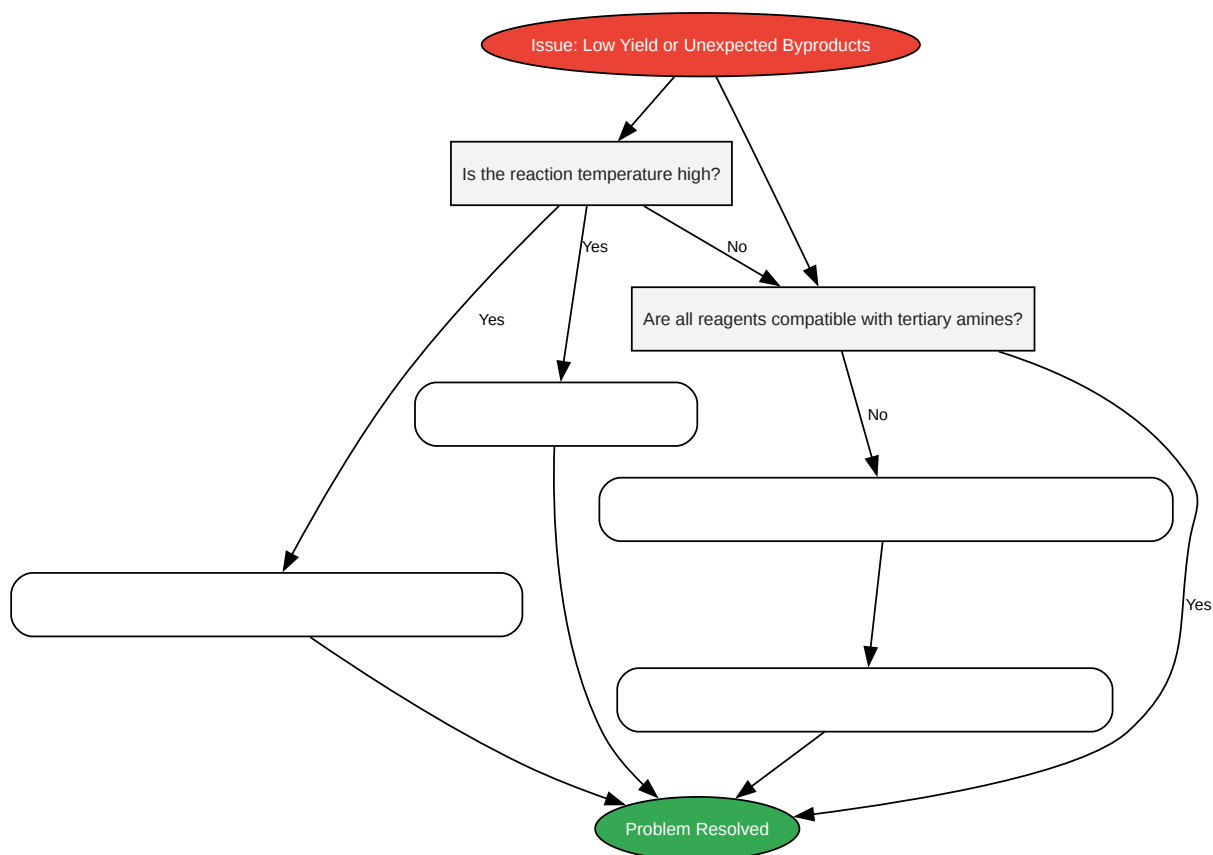 Issue: Low Yield or Unexpected Byproducts
Is the reaction temperature high?
Yes
No
Are all reagents compatible with tertiary amines?
Yes
No
Yes
Problem Resolved